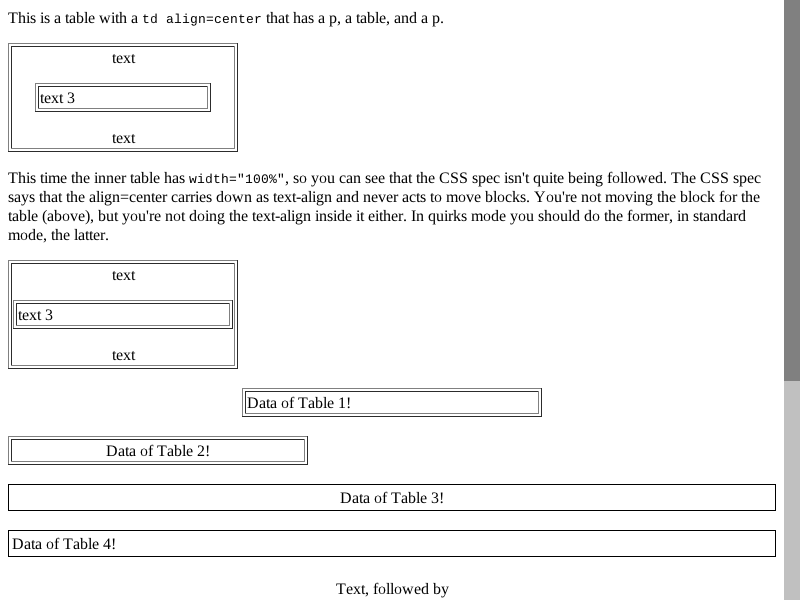 This is a table with a td align=center that has a p, a table, and a p.
text
text 3
text
This time the inner table has width="100%", so you can see that the CSS spec isn't quite being followed. The CSS spec
says that the align=center carries down as text-align and never acts to move blocks. You're not moving the block for the
table (above), but you're not doing the text-align inside it either. In quirks mode you should do the former, in standard
mode, the latter.
text
text 3
text
Data of Table 1!
Data of Table 2!
Data of Table 3!
Data of Table 4!
Text, followed by